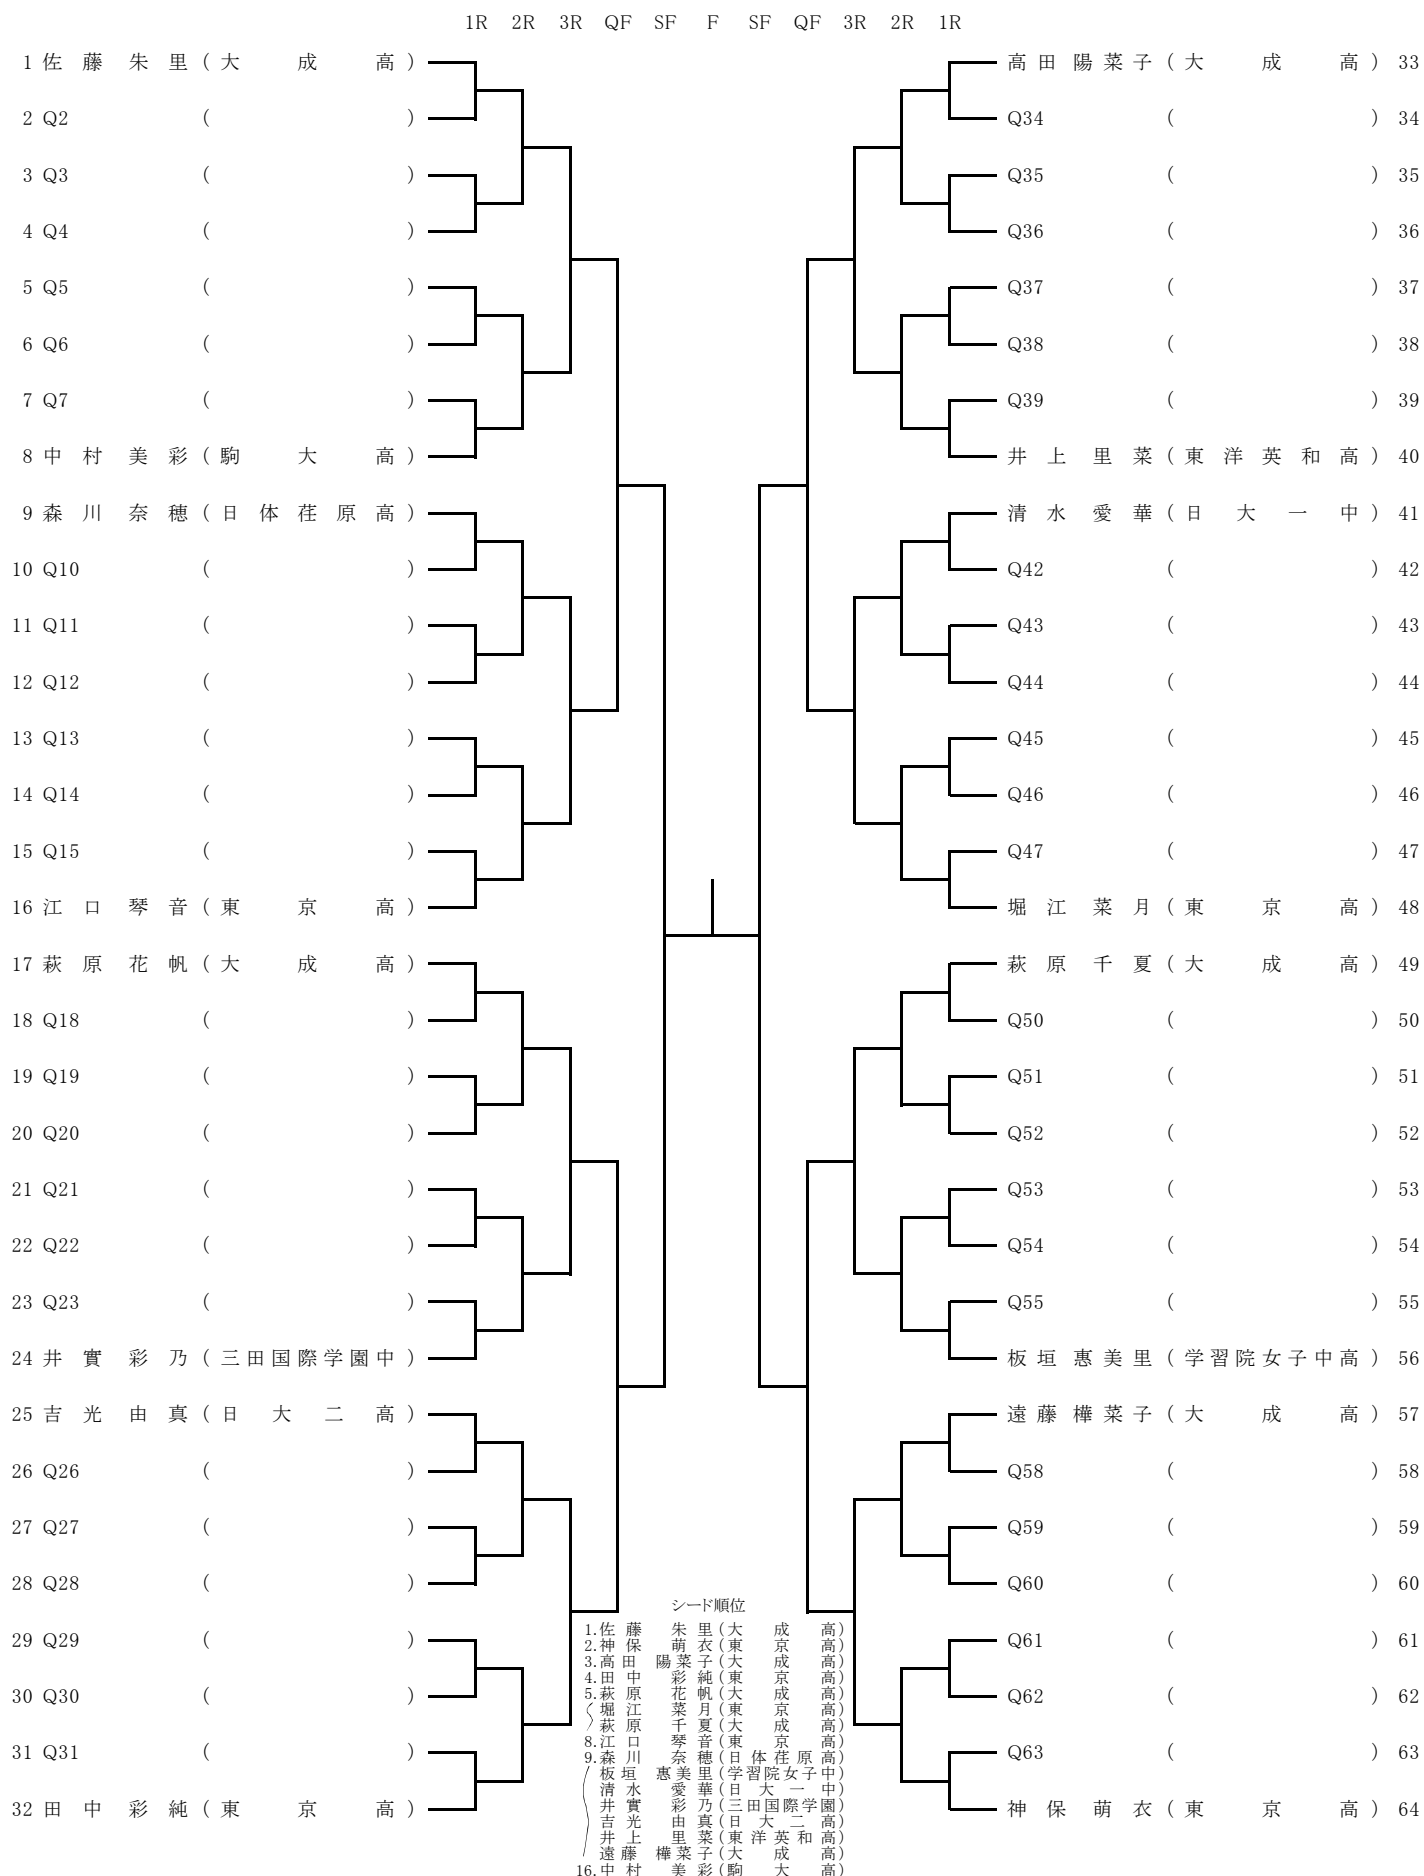 1R 2R 3R QF SF F SF QF 3R 2R 1R
1 佐藤朱里(大成高)
2 Q2 ( )
3 Q3 ( )
4 Q4 ( )
5 Q5 ( )
6 Q6 ( )
7 Q7 ( )
8 中村美彩(駒大高)
9 森川奈穂(日体荏原高)
10 Q10 ( )
11 Q11 ( )
12 Q12 ( )
13 Q13 ( )
14 Q14 ( )
15 Q15 ( )
16 江口琴音(東京高)
17 萩原花帆(大成高)
18 Q18 ( )
19 Q19 ( )
20 Q20 ( )
21 Q21 ( )
22 Q22 ( )
23 Q23 ( )
24 井實彩乃(三田国際学園中)
25 吉光由真(日大二高)
26 Q26 ( )
27 Q27 ( )
28 Q28 ( )
29 Q29 ( )
30 Q30 ( )
31 Q31 ( )
32 田中彩純(東京高)
高田陽菜子(大成高) 33
Q34 ( ) 34
Q35 ( ) 35
Q36 ( ) 36
Q37 ( ) 37
Q38 ( ) 38
Q39 ( ) 39
井上里菜(東洋英和高) 40
清水愛華(日大一中) 41
Q42 ( ) 42
Q43 ( ) 43
Q44 ( ) 44
Q45 ( ) 45
Q46 ( ) 46
Q47 ( ) 47
堀江菜月(東京高) 48
萩原千夏(大成高) 49
Q50 ( ) 50
Q51 ( ) 51
Q52 ( ) 52
Q53 ( ) 53
Q54 ( ) 54
Q55 ( ) 55
板垣惠美里(学習院女子中高) 56
遠藤樺菜子(大成高) 57
Q58 ( ) 58
Q59 ( ) 59
Q60 ( ) 60
Q61 ( ) 61
Q62 ( ) 62
Q63 ( ) 63
神保萌衣(東京高) 64
シード順位
1.佐藤朱里(大成高)
2.神保萌衣(東京高)
3.高田陽菜子(大成高)
4.田中彩純(東京高)
5.萩原花帆(大成高)
堀江菜月(東京高)
萩原千夏(大成高)
8.江口琴音(東京高)
9.森川奈穂(日体荏原高)
板垣惠美里(学習院女子中)
清水愛華(日大一中)
井實彩乃(三田国際学園)
吉光由真(日大二高)
井上里菜(東洋英和高)
遠藤樺菜子(大成高)
16.中村美彩(駒大高)